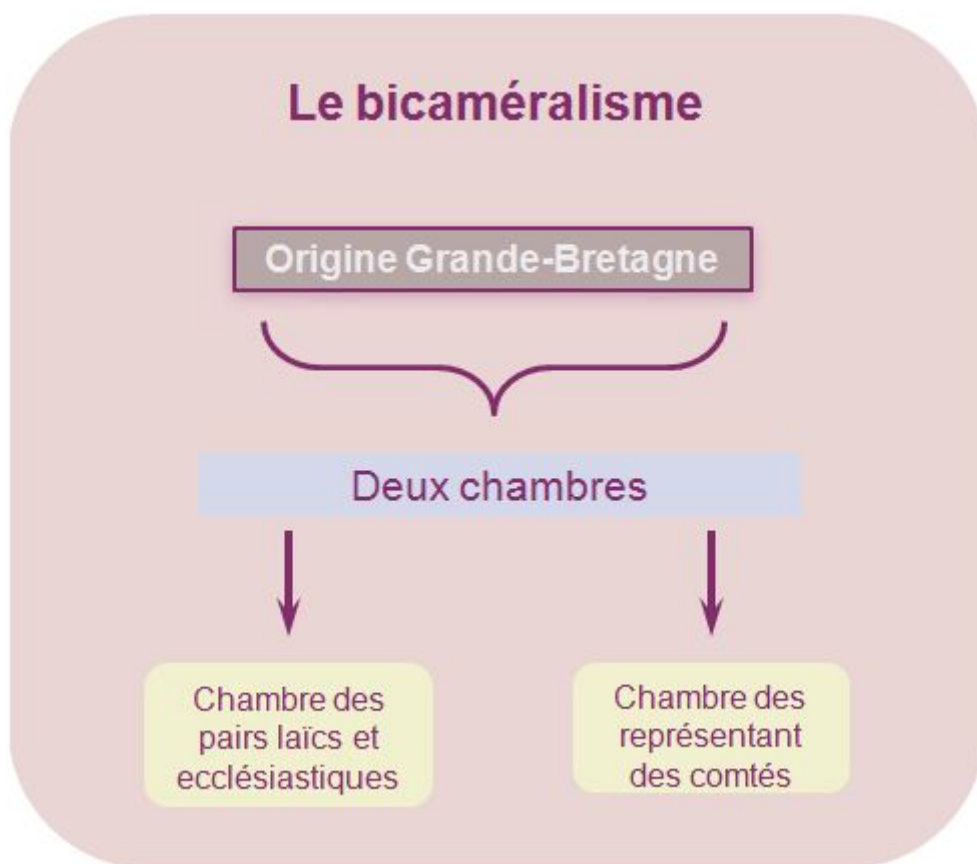 Le bicaméralisme
Origine Grande-Bretagne
Deux chambres
Chambre des
pairs laïcs et
ecclésiastiques
Chambre des
représentant
des comtés